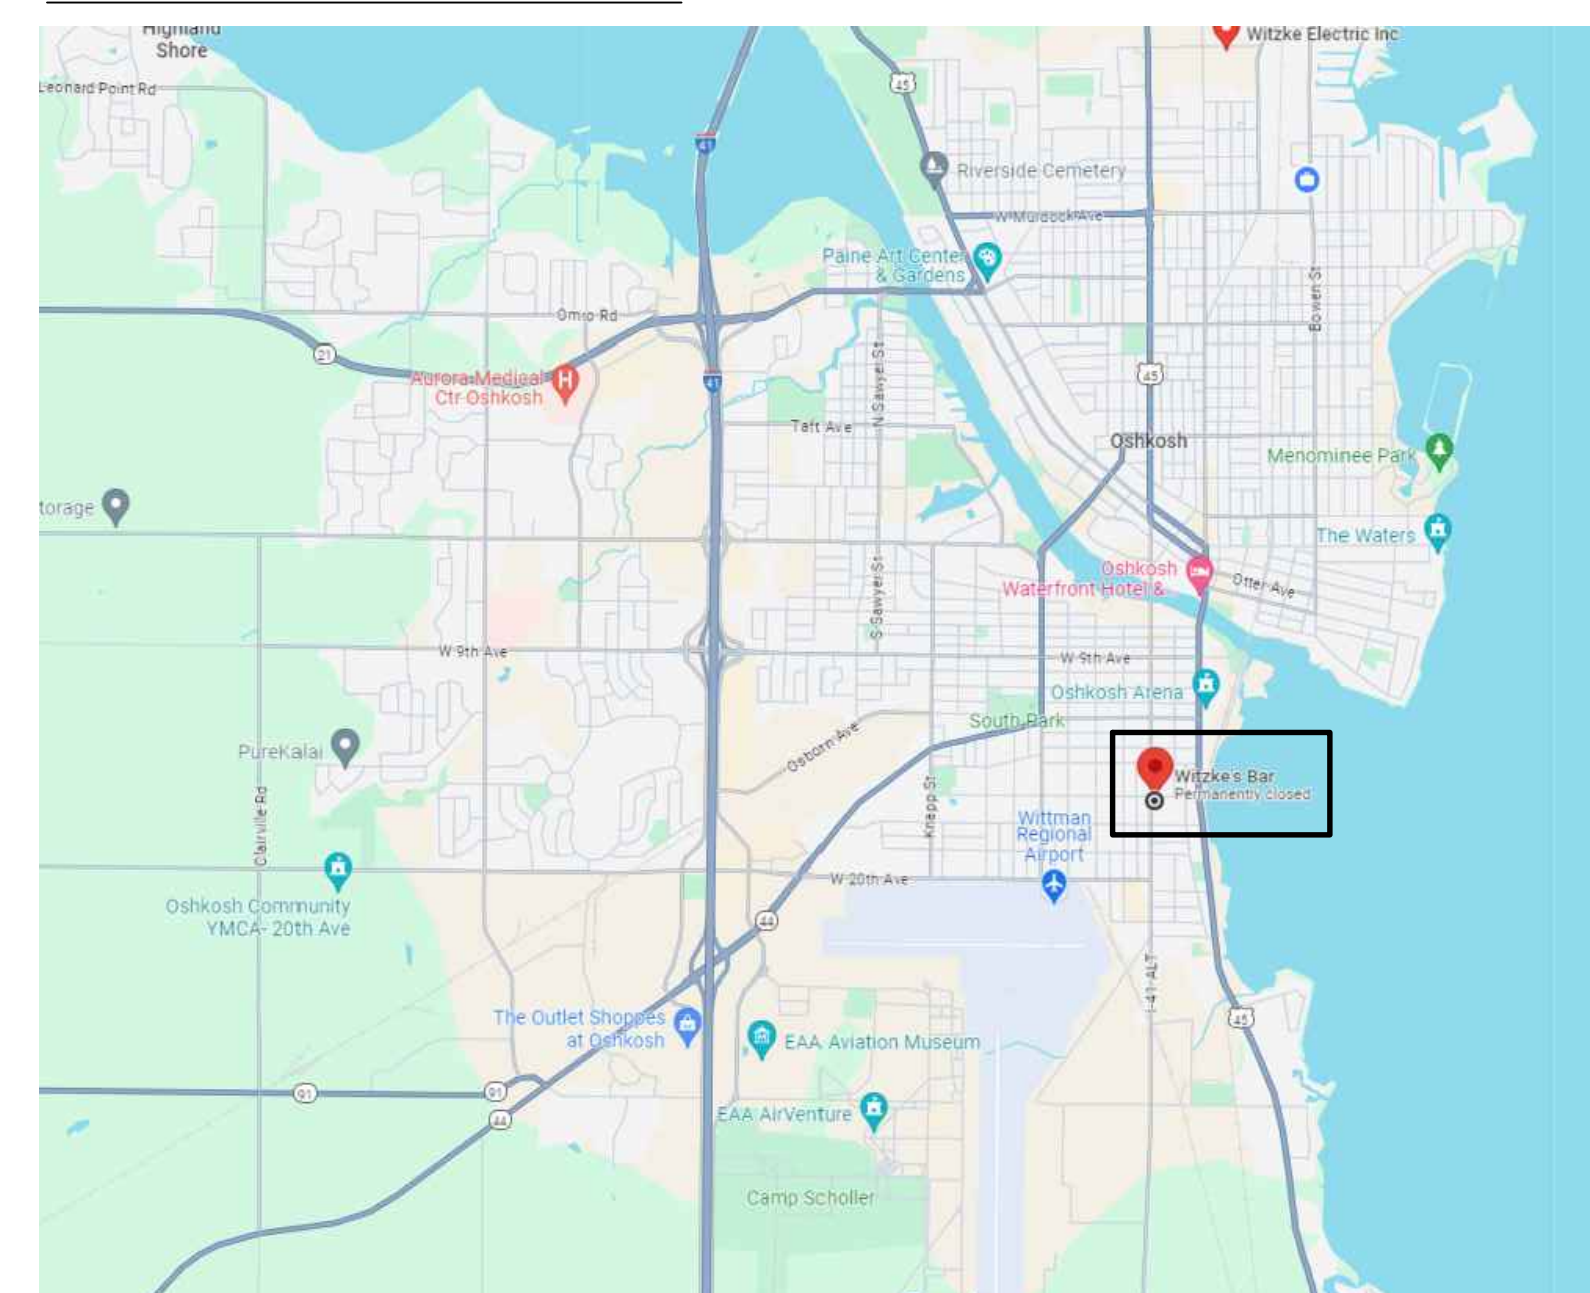 Highland
Shore
Witzke Electric Inc
Leonard Point Rd
45
41
Riverside Cemetery
W Murdock Ave
Paine Art Center
& Gardens
Bowen St
Omro Rd
21
N Sawyer St
Aurora Medical
Ctr Oshkosh
41
45
Taft Ave
Oshkosh
Menominee Park
torage
The Waters
Oshkosh
Waterfront Hotel &
Otter Ave
S Sawyer St
W 9th Ave
W 9th Ave
Oshkosh Arena
South Park
Osborn Ave
PureKalai
Witzke's Bar
Permanently closed
Clairville Rd
Knapp St
Wittman
Regional
Airport
W 20th Ave
Oshkosh Community
YMCA- 20th Ave
44
I-41 ALT
The Outlet Shoppes
at Oshkosh
45
EAA Aviation Museum
91
91
44
EAA AirVenture
Camp Scholler